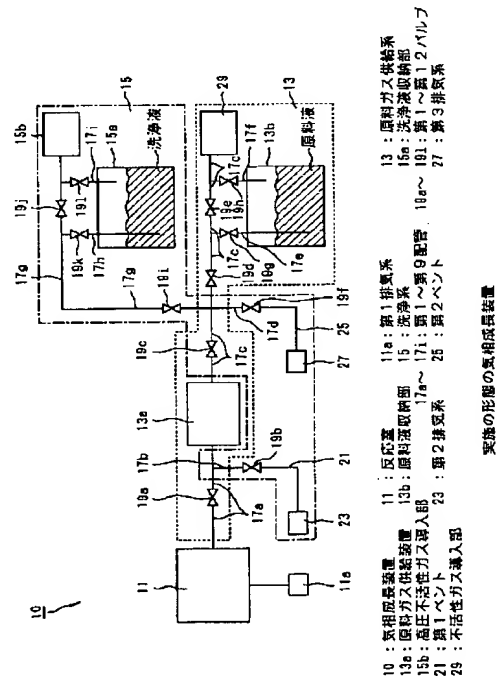 10
15b
15
19j
17i
15a
洗浄液
19l
17g
19k
17h
29
13
17c
17f
13b
原料液
19e
19h
17c
19d
19g
17e
17g
19i
17d
19f
25
27
19c
17c
13a
17b
19b
21
19a
17a
23
11
11a
10：気相成長装置
11：反応室
11a：第1排気系
13：原料ガス供給系
13a：原料ガス供給装置
13b：原料液収納部
15：洗浄系
15a：洗浄液収納部
15b：高圧不活性ガス導入部
17a～17i：第1～第9配管
19a～19l：第1～第12バルブ
21：第1ベント
23：第2排気系
25：第2ベント
27：第3排気系
29：不活性ガス導入部
実施の形態の気相成長装置